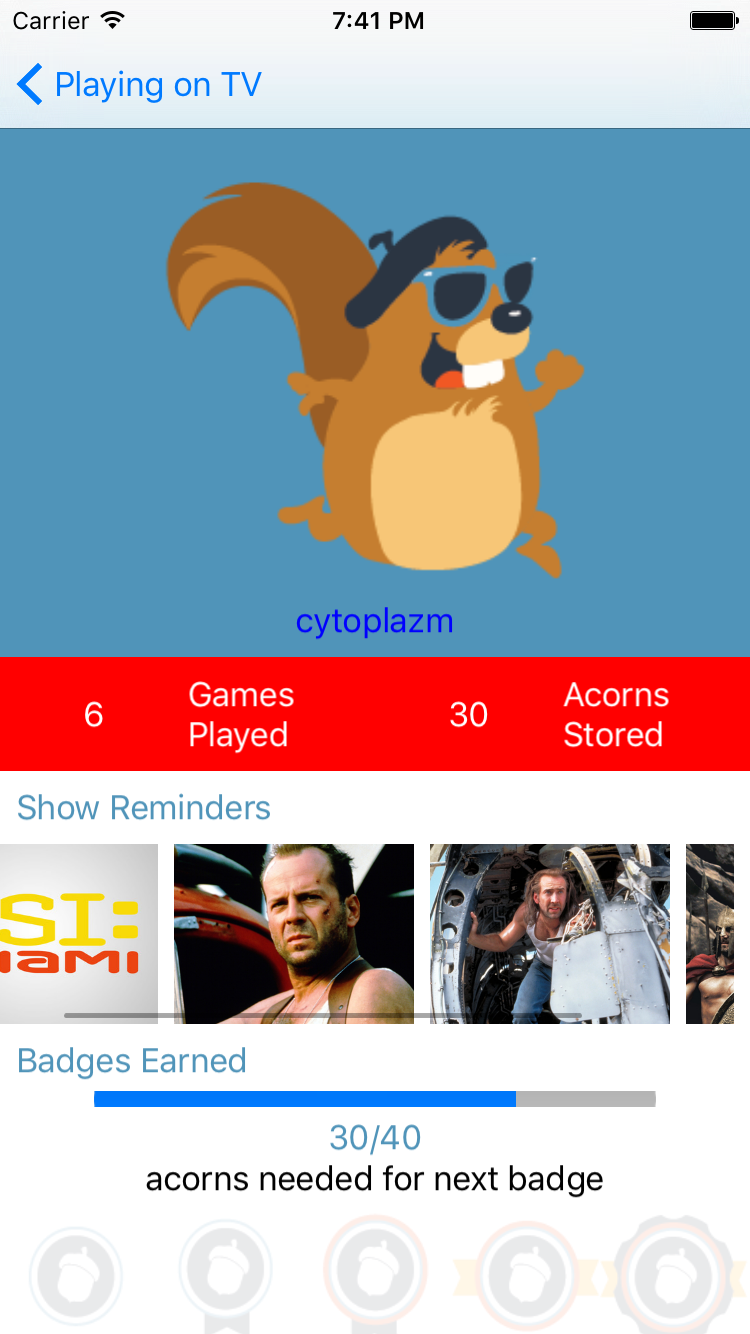 Carrier 7:41 PM
Playing on TV
cytoplazm
6 Games Played 30 Acorns Stored
Show Reminders
SI:
IAMI
Badges Earned
30/40
acorns needed for next badge